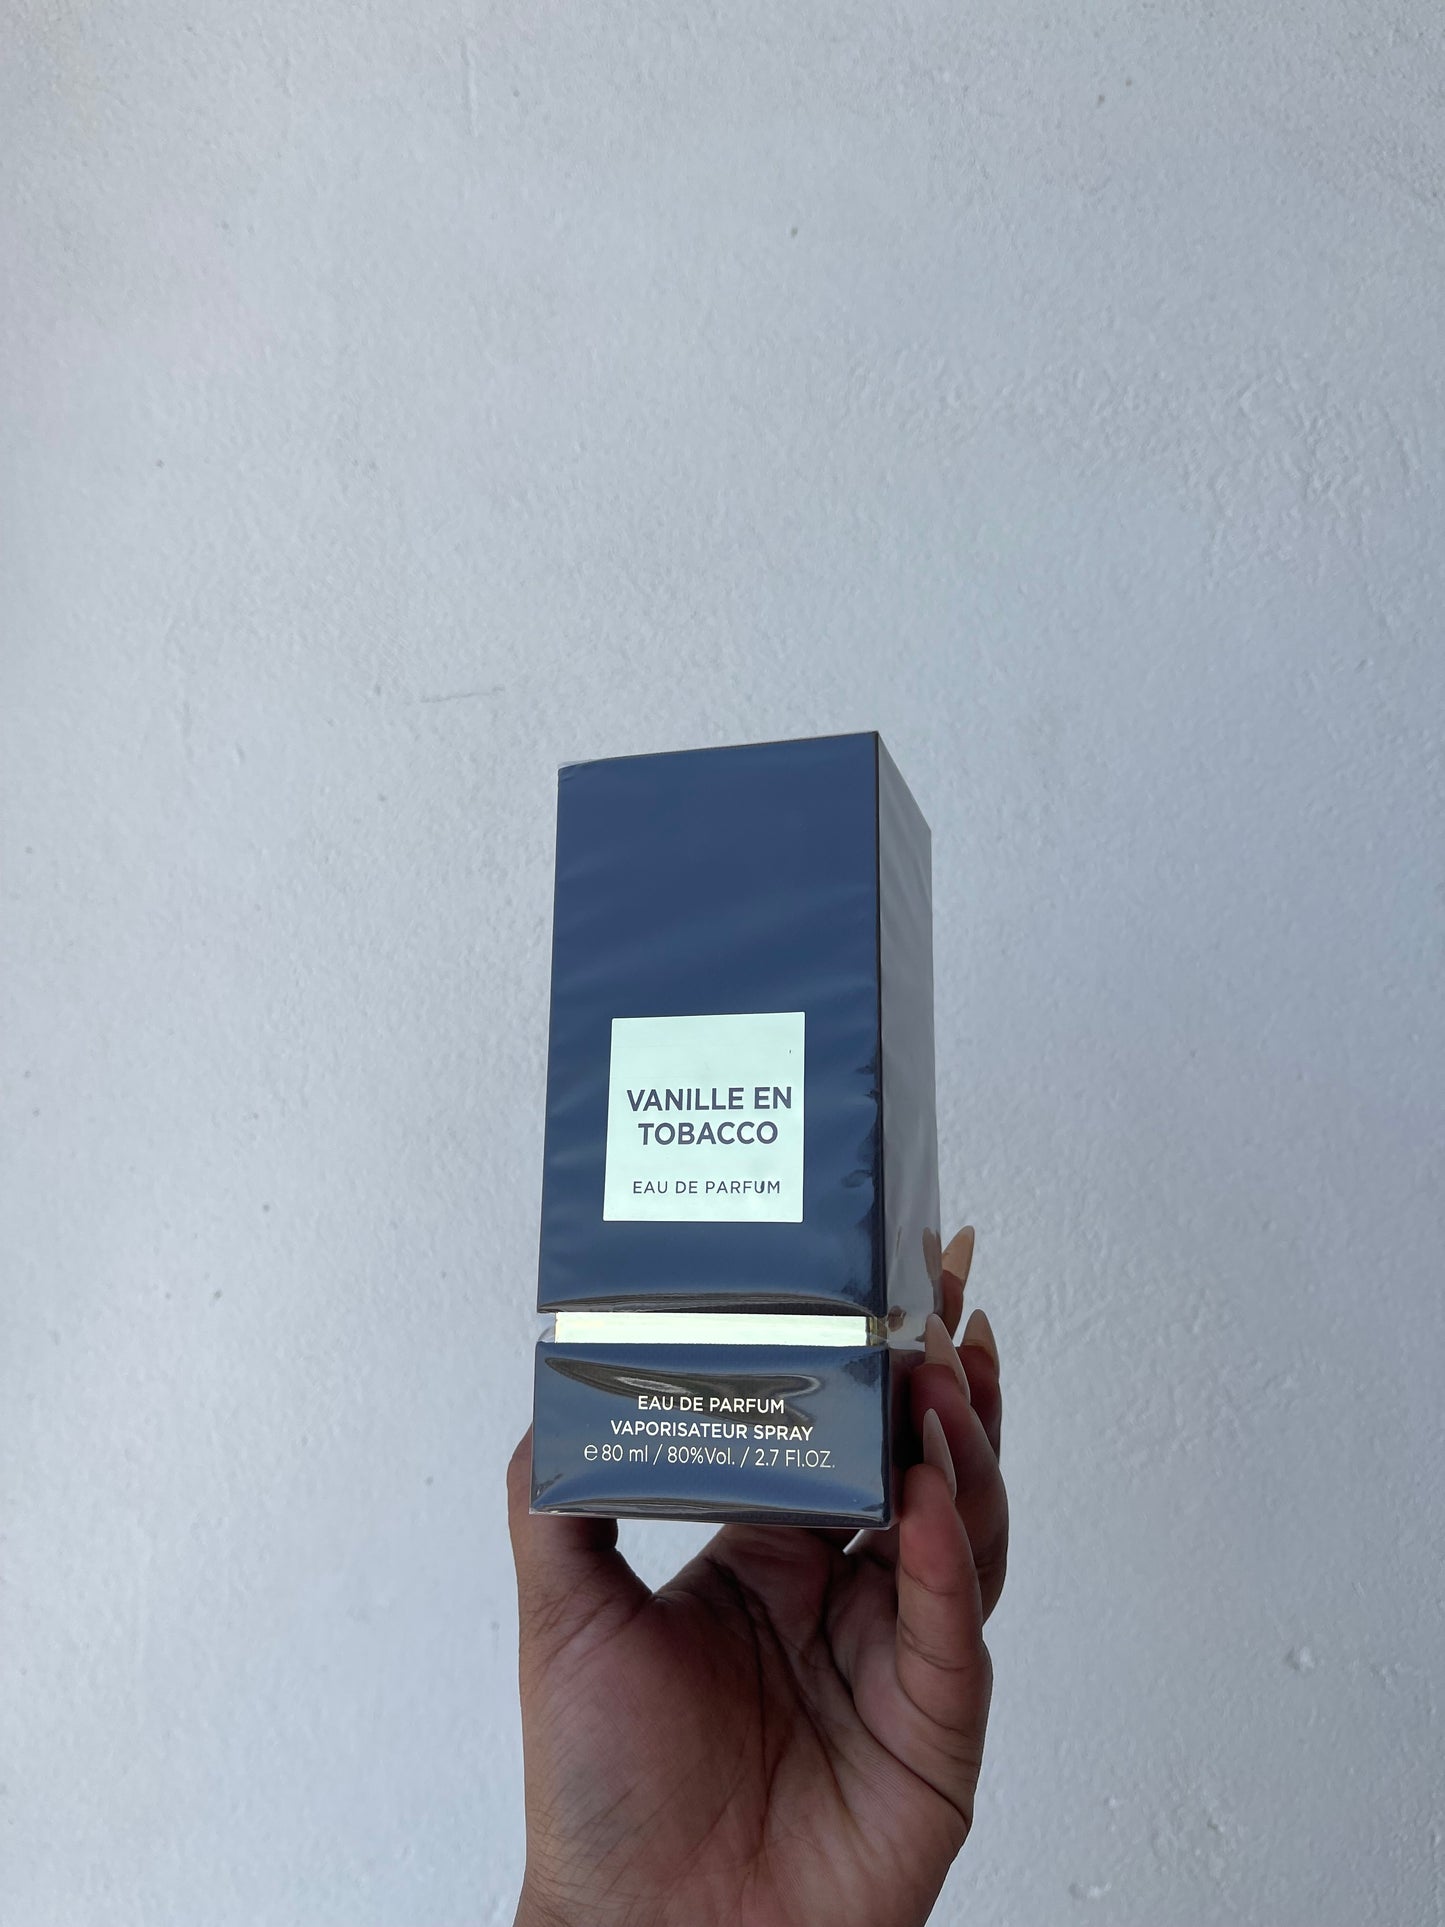 VANILLE EN
TOBACCO
EAU DE PARFUM
EAU DE PARFUM
VAPORISATEUR SPRAY
℮ 80 ml / 80%Vol. / 2.7 Fl.OZ.